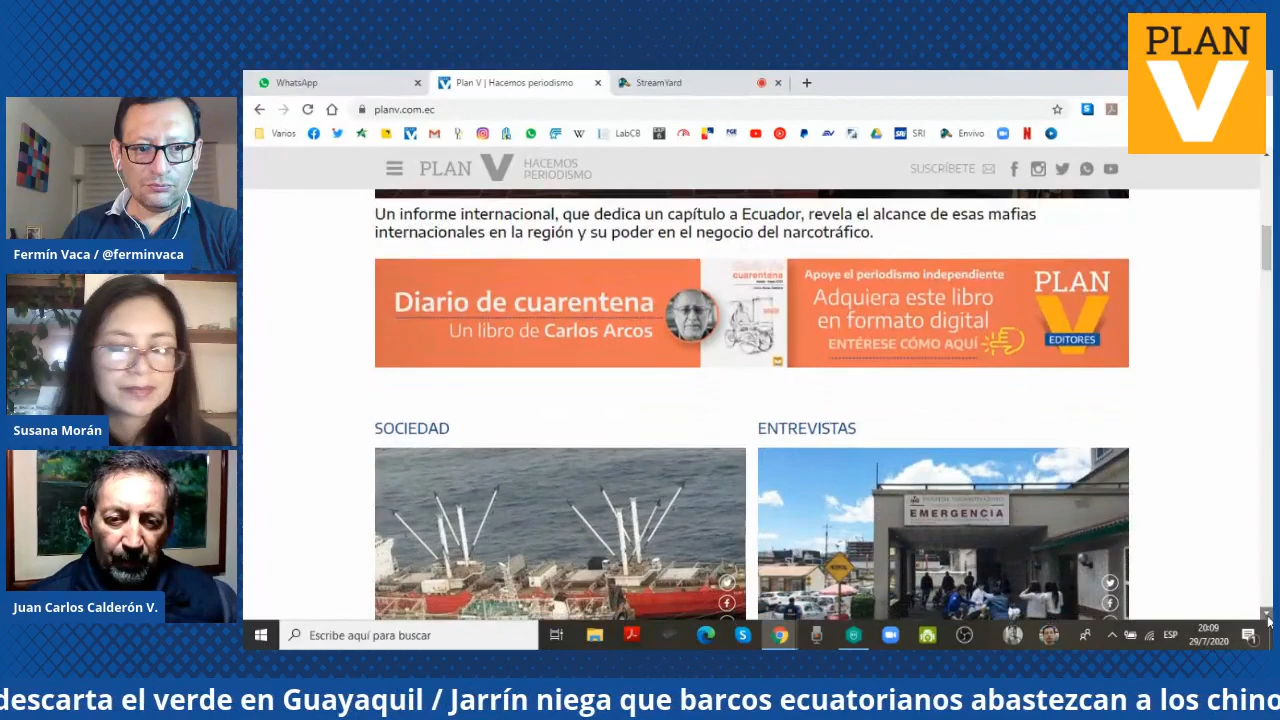 PLAN
V
WhatsApp
Plan V | Hacemos periodismo
StreamYard
planv.com.ec
Varios
LabCB
SRI
Envivo
PLAN V HACEMOS
PERIODISMO
SUSCRÍBETE
Un informe internacional, que dedica un capítulo a Ecuador, revela el alcance de esas mafias
internacionales en la región y su poder en el negocio del narcotráfico.
Diario de cuarentena
Un libro de Carlos Arcos
cuarentena
Apoye el periodismo independiente
Adquiera este libro
en formato digital
ENTÉRESE CÓMO AQUÍ
PLAN
V
EDITORES
SOCIEDAD
ENTREVISTAS
EMERGENCIA
Fermín Vaca / @ferminvaca
Susana Morán
Juan Carlos Calderón V.
Escribe aquí para buscar
ESP
20:09
29/7/2020
descarta el verde en Guayaquil / Jarrín niega que barcos ecuatorianos abastezcan a los chino